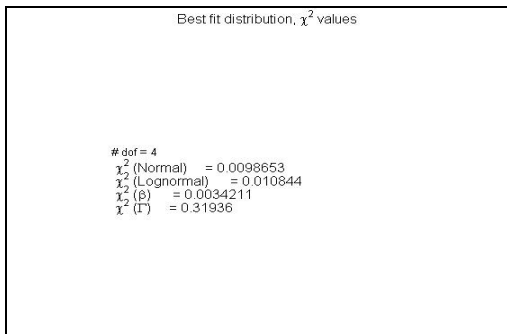 Best fit distribution, χ² values
# dof = 4
χ² (Normal) = 0.0098653
χ² (Lognormal) = 0.010844
χ² (β) = 0.0034211
χ² (Γ) = 0.31936